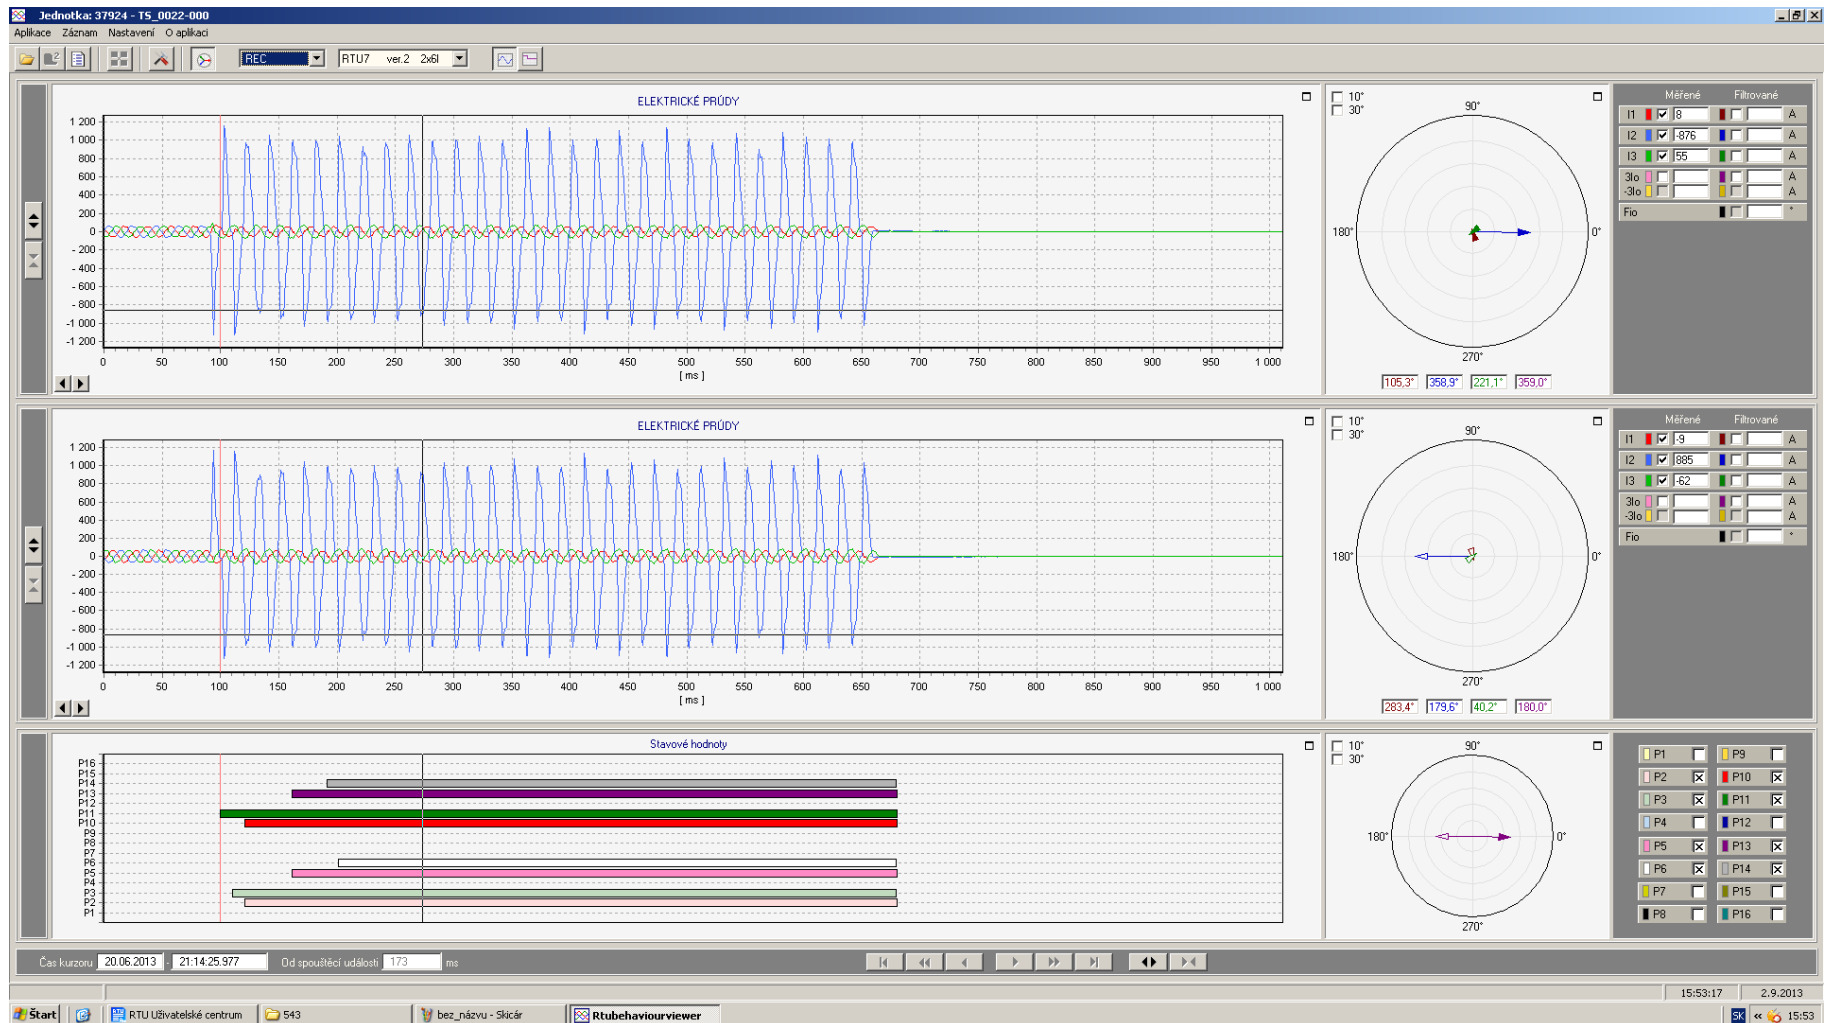 Jednotka: 37924 - TS_0022-000
Aplikace Záznam Nastavení O aplikaci
REC RTU7 ver.2 2x6I
ELEKTRICKÉ PRÚDY
1 200
1 000
800
600
400
200
0
-200
- 400
- 600
- 800
-1 000
-1 200
0 50 100 150 200 250 300 350 400 450 500 550 600 650 700 750 800 850 900 950 1 000
[ ms ]
10°
30°
90°
180°
0°
270°
105,3° 358,9° 221,1° 359,0°
Měřené Filtrované
I1 8 A
I2 -876 A
I3 55 A
3Io A
-3Io A
Fio °
ELEKTRICKÉ PRÚDY
1 200
1 000
800
600
400
200
0
-200
- 400
- 600
- 800
-1 000
-1 200
0 50 100 150 200 250 300 350 400 450 500 550 600 650 700 750 800 850 900 950 1 000
[ ms ]
10°
30°
90°
180°
0°
270°
283,4° 179,6° 40,2° 180,0°
Měřené Filtrované
I1 -9 A
I2 885 A
I3 -62 A
3Io A
-3Io A
Fio °
Stavové hodnoty
P16
P15
P14
P13
P12
P11
P10
P9
P8
P7
P6
P5
P4
P3
P2
P1
10°
30°
90°
180°
0°
270°
P1 P9
P2 P10
P3 P11
P4 P12
P5 P13
P6 P14
P7 P15
P8 P16
Čas kurzoru 20.06.2013 - 21:14:25.977 Od spouštěcí události 173 ms
15:53:17 2.9.2013
Štart RTU Uživatelské centrum 543 bez_názvu - Skicár Rtubehaviourviewer SK « 15:53